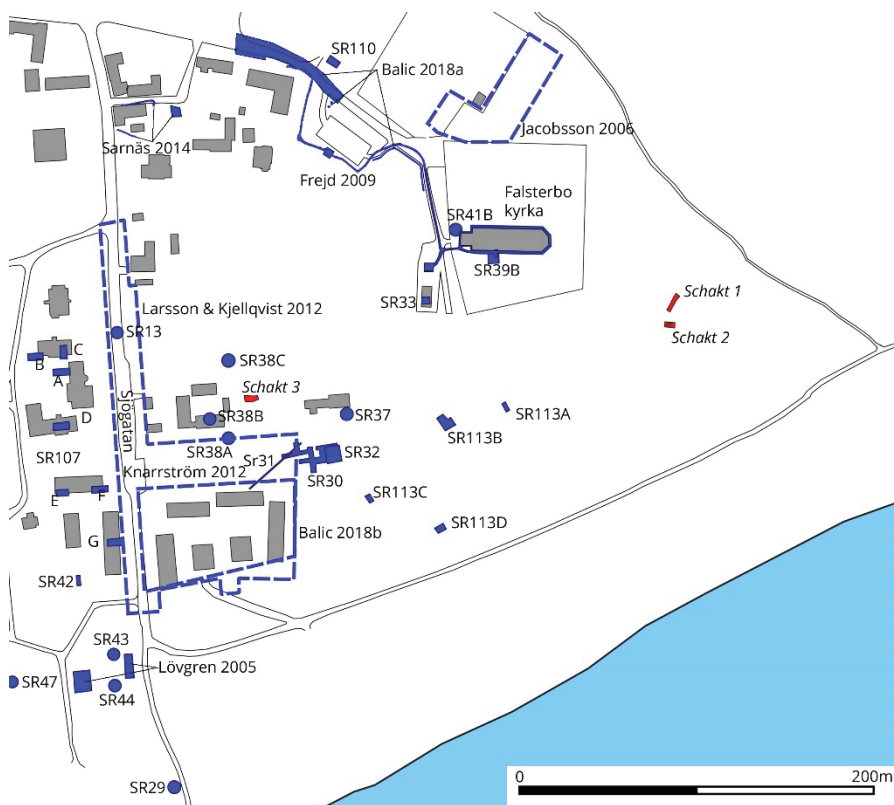 SR110
Balic 2018a
Jacobsson 2006
Sarnäs 2014
Frejd 2009
Falsterbo
kyrka
SR41B
SR39B
SR33
Schakt 1
Schakt 2
Larsson & Kjellqvist 2012
SR13
C
B
A
SR38C
Schakt 3
Sjögatan
D
SR38B
SR37
SR113A
SR113B
SR38A
SR107
Sr31
SR32
Knarrström 2012
SR30
E
F
SR113C
SR113D
Balic 2018b
G
SR42
SR43
Lövgren 2005
SR47
SR44
SR29
0
200m